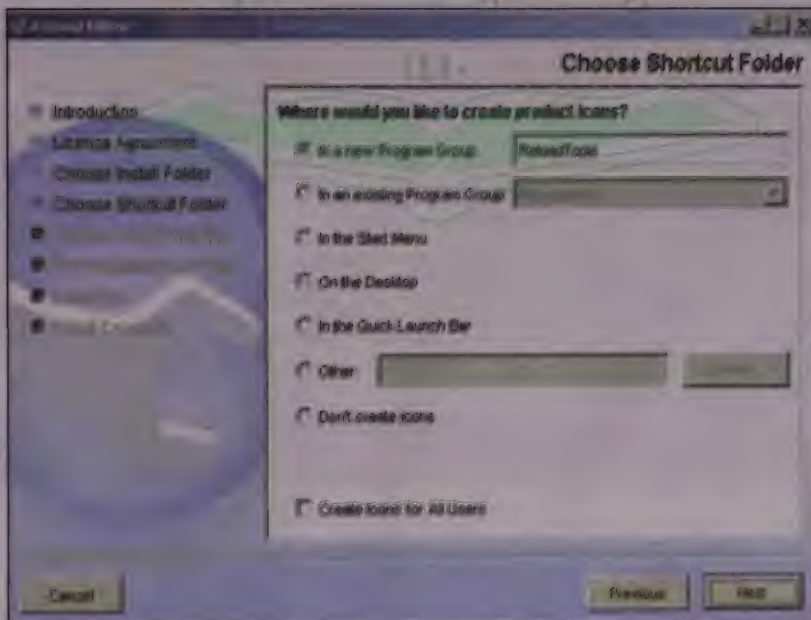 Choose Shortcut Folder
Introduction
License Agreement
Choose Install Folder
Choose Shortcut Folder
Where would you like to create product icons?
In a new Program Group
ReloadTools
In an existing Program Group
In the Start Menu
On the Desktop
In the Quick Launch Bar
Other
Don't create icons
Create Icons for All Users
Cancel
Previous
Next